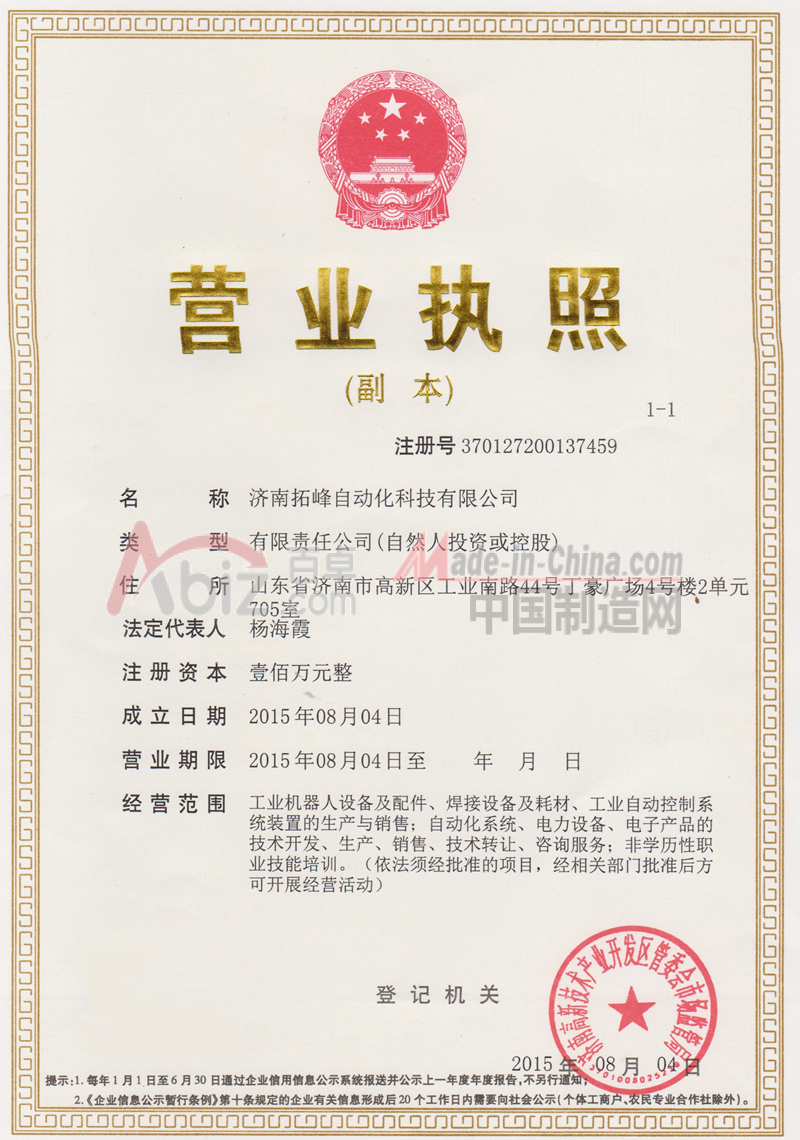 营业执照
(副 本)
1-1
注册号 370127200137459
名 称 济南拓峰自动化科技有限公司
类 型 有限责任公司(自然人投资或控股)
住 所 山东省济南市高新区工业南路44号丁豪广场4号楼2单元
705室
法定代表人 杨海霞
注册资本 壹佰万元整
成立日期 2015年08月04日
营业期限 2015年08月04日至 年 月 日
经营范围 工业机器人设备及配件、焊接设备及耗材、工业自动控制系
统装置的生产与销售；自动化系统、电力设备、电子产品的
技术开发、生产、销售、技术转让、咨询服务；非学历性职
业技能培训。（依法须经批准的项目，经相关部门批准后方
可开展经营活动）
Abiz 百卓 .com
Made-in-China.com
中国制造网
登记机关
济南高新技术产业开发区管委会市场监管局
2015年 08月 04日
提示：1. 每年1月1日至6月30日通过企业信用信息公示系统报送并公示上一年度年度报告，不另行通知；
2.《企业信息公示暂行条例》第十条规定的企业有关信息形成后20个工作日内需要向社会公示（个体工商户、农民专业合作社除外）。